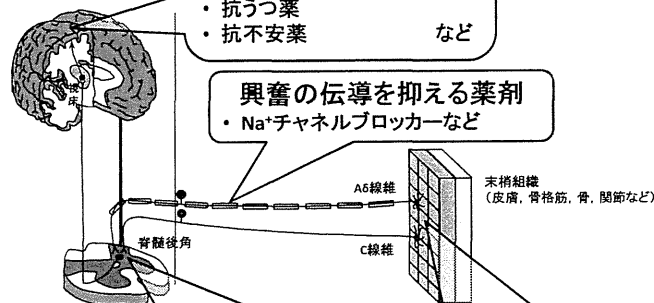 ・ 抗うつ薬
・ 抗不安薬 など
興奮の伝導を抑える薬剤
・ Na⁺チャネルブロッカーなど
視床
Aδ線維
末梢組織
（皮膚, 骨格筋, 骨, 関節など）
脊髄後角
C線維